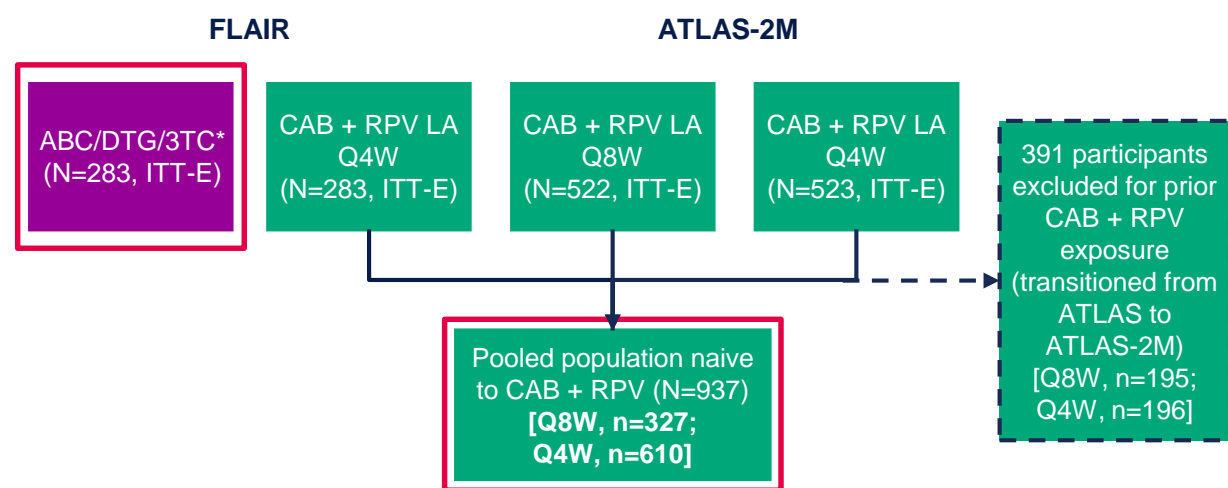 FLAIR
ATLAS-2M
ABC/DTG/3TC*
(N=283, ITT-E)
CAB + RPV LA
Q4W
(N=283, ITT-E)
CAB + RPV LA
Q8W
(N=522, ITT-E)
CAB + RPV LA
Q4W
(N=523, ITT-E)
391 participants
excluded for prior
CAB + RPV
exposure
(transitioned from
ATLAS to
ATLAS-2M)
[Q8W, n=195;
Q4W, n=196]
Pooled population naive
to CAB + RPV (N=937)
[Q8W, n=327;
Q4W, n=610]